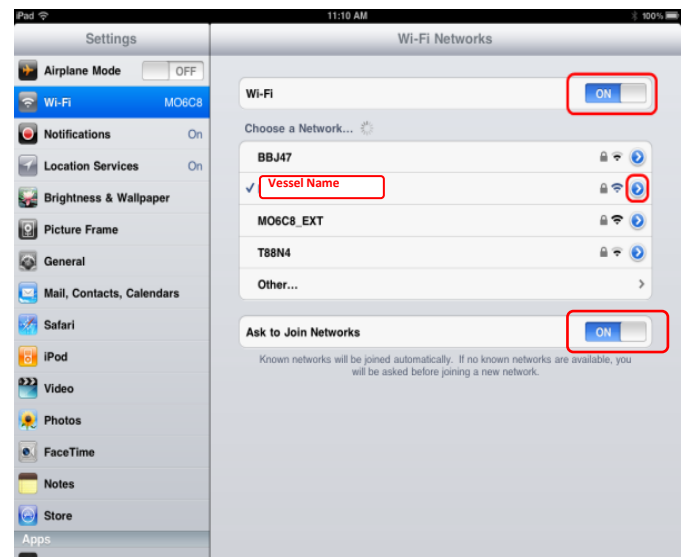 iPad 11:10 AM 100%
Settings
Airplane Mode OFF
Wi-Fi MO6C8
Notifications On
Location Services On
Brightness & Wallpaper
Picture Frame
General
Mail, Contacts, Calendars
Safari
iPod
Video
Photos
FaceTime
Notes
Store
Apps
Wi-Fi Networks
Wi-Fi ON
Choose a Network...
BBJ47
Vessel Name
MO6C8_EXT
T88N4
Other...
Ask to Join Networks ON
Known networks will be joined automatically. If no known networks are available, you
will be asked before joining a new network.